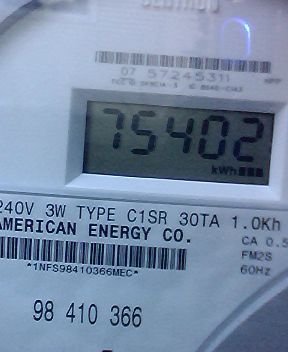 07 57245311
75402
kWh
240V 3W TYPE C1SR 30TA 1.0Kh
AMERICAN ENERGY CO.
CA 0.5
*1NFS98410366MEC*
FM2S
60Hz
98 410 366